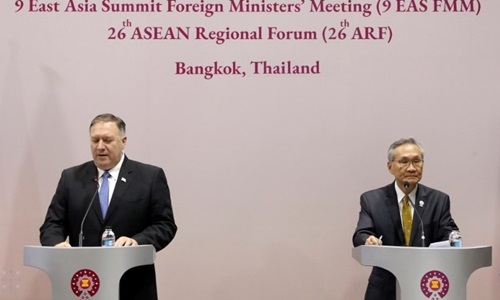 9 East Asia Summit Foreign Ministers' Meeting (9 EAS FMM)
26th ASEAN Regional Forum (26th ARF)
Bangkok, Thailand